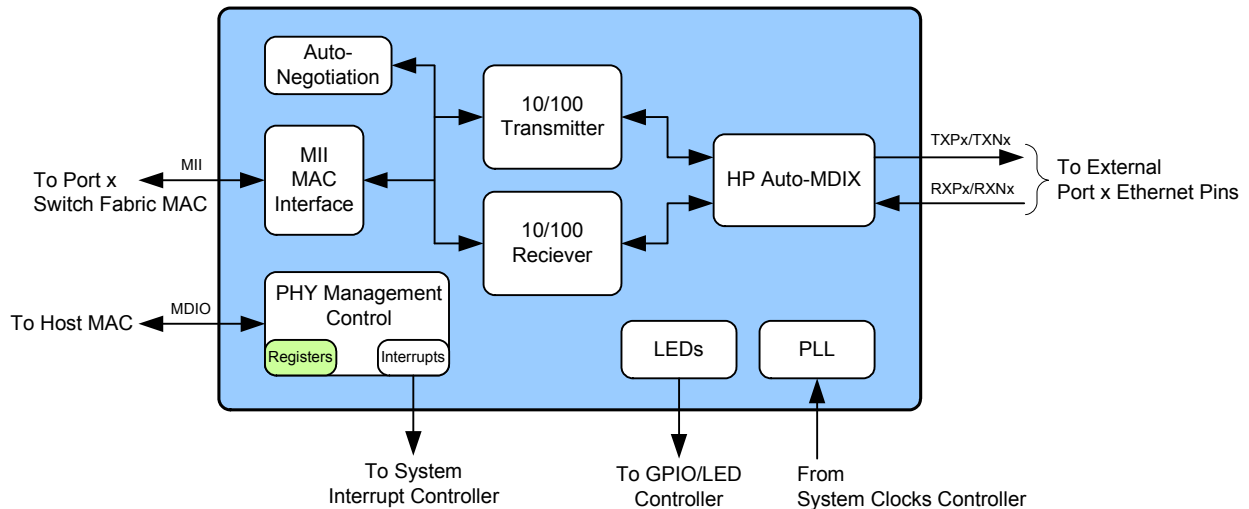 Auto-
Negotiation
10/100
Transmitter
MII
MAC
Interface
MII
To Port x
Switch Fabric MAC
HP Auto-MDIX
TXPx/TXNx
RXPx/RXNx
To External
Port x Ethernet Pins
10/100
Reciever
PHY Management
Control
Registers
Interrupts
MDIO
To Host MAC
LEDs
PLL
To System
Interrupt Controller
To GPIO/LED
Controller
From
System Clocks Controller